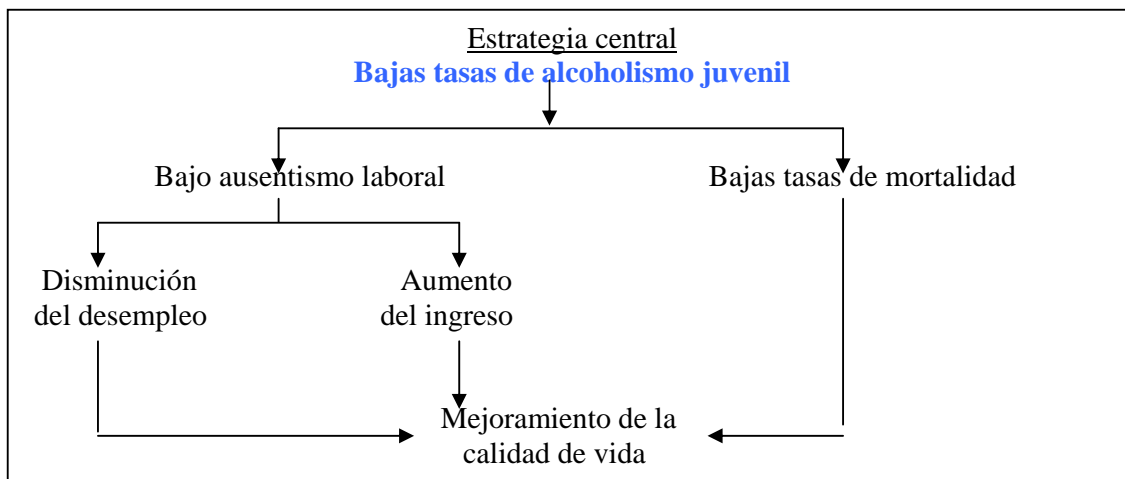 Estrategia central
Bajas tasas de alcoholismo juvenil
Bajo ausentismo laboral
Bajas tasas de mortalidad
Disminución
del desempleo
Aumento
del ingreso
Mejoramiento de la
calidad de vida